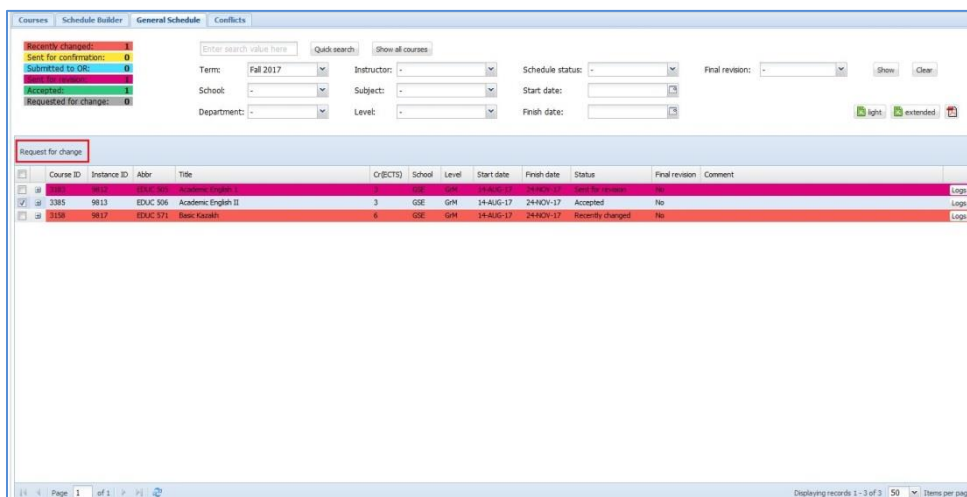 Courses Schedule Builder General Schedule Conflicts
Recently changed: 1
Sent for confirmation: 0
Submitted to OR: 0
Sent for revision: 1
Accepted: 1
Requested for change: 0
Enter search value here Quick search Show all courses
Term: Fall 2017 Instructor: - Schedule status: - Final revision: - Show Clear
School: - Subject: - Start date:
Department: - Level: - Finish date:
light extended
Request for change
Course ID Instance ID Abbr Title Cr(ECTS) School Level Start date Finish date Status Final revision Comment
9812 EDUC 505 Academic English I 3 GSE GrM 14-AUG-17 24-NOV-17 Sent for revision No Logs
3385 9813 EDUC 506 Academic English II 3 GSE GrM 14-AUG-17 24-NOV-17 Accepted No Logs
3158 9817 EDUC 571 Basic Kazakh 6 GSE GrM 14-AUG-17 24-NOV-17 Recently changed No Logs
Page 1 of 1 Displaying records 1 - 3 of 3 50 Items per pag